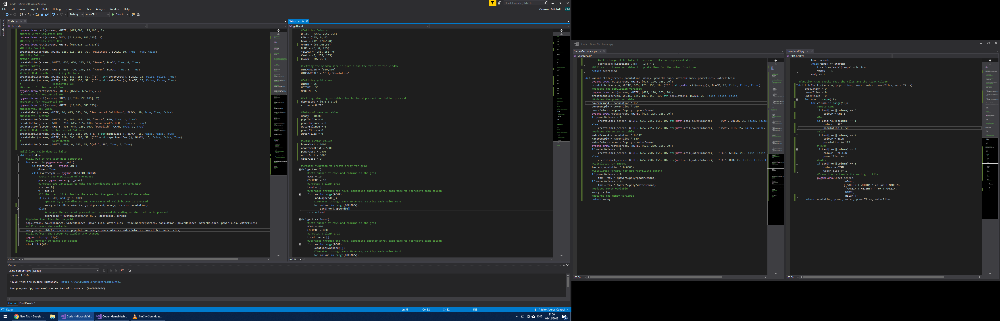 Code - Microsoft Visual Studio
Quick Launch (Ctrl+Q)
File Edit View Project Build Debug Team Tools Test Analyze Window Help
Cameron Mitchell CM
Debug Any CPU Attach...
Server Explorer
Code.py
Refresh
pygame.draw.rect(screen, WHITE, [605,605, 195,195], 2)
#Border 2 for Utilities Box
pygame.draw.rect(screen, GRAY, [610,610, 185,185], 2)
#Border 3 for Utilities Box
pygame.draw.rect(screen, WHITE, [615,615, 175,175])
#Utility Box Label
createLabel(screen, WHITE, 625, 615, 155, 30, "Utilities", BLACK, 30, True, True, False)
#Utility Buttons
#Power Button
createButton(screen, WHITE, 630, 650, 145, 65, "Power", BLACK, True, 4, True)
#Water Button
createButton(screen, WHITE, 630, 720, 145, 65, "Water", BLACK, True, 5, True)
#Labels Underneath the Utility Buttons
createLabel(screen, WHITE, 630, 680, 150, 50, ("£" + str(powerCost)), BLACK, 15, False, False, True)
createLabel(screen, WHITE, 630, 750, 150, 50, ("£" + str(waterCost)), BLACK, 15, False, False, True)
#--------------------Residental Box--------------------
#Border 1 for Residental Box
pygame.draw.rect(screen, WHITE, [0,605, 605,195], 2)
#Border 2 for Residental Box
pygame.draw.rect(screen, GRAY, [5,610, 595,185], 2)
#Border 3 for Residental Box
pygame.draw.rect(screen, WHITE, [10,615, 585,175])
#Residental Box Label
createLabel(screen, WHITE, 10, 615, 585, 30, "Residental Buildings", BLACK, 30, True, True, False)
#Residental Buttons
createButton(screen, WHITE, 25, 645, 185, 100, "House", RED, True, 1, True)
createButton(screen, WHITE, 210, 645, 185, 100, "Apartment", BLUE, True, 2, True)
createButton(screen, WHITE, 395, 645, 185, 100, "Demolish", CYAN, True, 3, True)
#Labels Underneath the Residental Buttons
createLabel(screen, WHITE, 25, 695, 185, 50, ("£" + str(houseCost)), BLACK, 15, False, False, True)
createLabel(screen, WHITE, 210, 695, 185, 50, ("£" + str(apartmentCost)), BLACK, 15, False, False, True)
#--------------------Quit Button--------------------
createButton(screen, WHITE, 605, 0, 195, 55, "Quit", RED, True, 6, True)
#Will loop while done is false
while not done:
#Will run if the user does something
for event in pygame.event.get():
if event.type == pygame.QUIT:
done = True
elif event.type == pygame.MOUSEBUTTONDOWN:
#Gets x and y position of the mouse
pos = pygame.mouse.get_pos()
#Creates two variables to make the coordinates easier to work with
x = pos[0]
y = pos[1]
#If the user clicks inside the area for the game, it runs tileDeterminer
if (x <= 600) and (y <= 600):
#passes x, y coordinates and the status of which button is pressed
money = tileDeterminer(x, y, depressed, money, screen, population)
else:
#changes the value of pressed and depressed depending on what button is pressed
depressed = buttonDeterminer(x, y, depressed, screen)
#Updates the tiles in the grid
population, powerBalance, waterBalance, powerTiles, waterTiles = tileChecker(screen, population, powerBalance, waterBalance, powerTiles, waterTiles)
#Will correct the variables
money = variableCalc(screen, population, money, powerBalance, waterBalance, powerTiles, waterTiles)
#Will refresh the screen to display any changes
pygame.display.flip()
#Will refresh 60 times per second
clock.tick(60)
100 %
Setup.py
getLand
#Defining Colours
WHITE = (255, 255, 255)
RED = (255, 0, 0)
GRAY = (128,128,128)
GREEN = (50,205,50)
BLUE = (0, 0, 255)
YELLOW = (255, 255, 0)
CYAN = (0, 255, 255)
BLACK = (0, 0, 0)
#Setting the window size in pixels and the title of the window
WINDOWSIZE = [800,800]
WINDOWTITLE = "City Simulation"
#Defining grid sizes
WIDTH = 55
HEIGHT = 55
MARGIN = 5
#Setting starting variables for button depressed and button pressed
depressed = [0,0,0,0,0]
colour = WHITE
#Setup of game variables
money = 10000
population = 0
powerBalance = 0
waterBalance = 0
powerTiles = 0
waterTiles = 0
#Setup Button Values
houseCost = 1000
apartmentCost = 5000
powerCost = 2500
waterCost = 3000
clearCost = 0
#Creates function to create array for grid
def getLand():
#Sets number of rows and columns in the grid
ROWS = 10
COLUMNS = 10
#Creates a blank grid
Land = []
#Iterates through the rows, appending another array each time to represent each column
for row in range(ROWS):
Land.append([])
#Iterates through each 2D array, setting each value to 0
for column in range(COLUMNS):
Land[row].append(0)
return Land
def getLocations():
#Sets number of rows and columns in the grid
ROWS = 800
COLUMNS = 800
#Creates a blank grid
Locations = []
#Iterates through the rows, appending another array each time to represent each column
for row in range(ROWS):
Locations.append([])
#Iterates through each 2D array, setting each value to 0
for column in range(COLUMNS):
100 %
Output
Show output from: Debug
pygame 1.9.6
Hello from the pygame community. https://www.pygame.org/contribute.html
The program 'python.exe' has exited with code -1 (0xffffffff).
Output Find Results 1
Ready Ln 51 Col 32 Ch 32 INS Add to Source Control
New Tab - Google ... Code - Microsoft Vi... Code - GameMech... SimCity Soundtrac...
ENG 21:50 01/12/2019 4
Code - GameMechanics.py
GameMechanics.py
variableCalc
#Will change it to false to represent its non-depressed state
depressed[(Locations[y][x] - 1)] = 0
#Will return these variables to update them for the other functions
return depressed
def variableCalc(screen, population, money, powerBalance, waterBalance, powerTiles, waterTiles):
pygame.draw.rect(screen, WHITE, [625, 120, 165, 20])
createLabel(screen, WHITE, 625, 125, 155, 10, ("£" + str(math.ceil(money))), BLACK, 25, False, False, False)
#Updates the population variable
pygame.draw.rect(screen, WHITE, [625, 170, 165, 20])
createLabel(screen, WHITE, 625, 180, 155, 10, str(population), BLACK, 25, False, False, False)
#Updates the power variable
powerDemand = population * 0.1
powerSupply = powerTiles * 100
powerBalance = powerSupply - powerDemand
pygame.draw.rect(screen, WHITE, [625, 225, 165, 20])
if powerBalance > 0:
createLabel(screen, WHITE, 625, 235, 155, 10, str(math.ceil(powerBalance)) + " Mwh", GREEN, 25, False, False
else:
createLabel(screen, WHITE, 625, 235, 155, 10, str(math.ceil(powerBalance)) + " Mwh", RED, 25, False, False, F
#Updates the water variable
waterDemand = population * 0.142
waterSupply = waterTiles * 350
waterBalance = waterSupply - waterDemand
pygame.draw.rect(screen, WHITE, [625, 280, 165, 20])
if waterBalance > 0:
createLabel(screen, WHITE, 625, 290, 155, 10, str(math.ceil(waterBalance)) + " Kl", GREEN, 25, False, False,
else:
createLabel(screen, WHITE, 625, 290, 155, 10, str(math.ceil(waterBalance)) + " Kl", RED, 25, False, False, Fa
#Calculates Tax Income
tax = (population * 0.0005)
#Calculates Penalty for not fulfilling demand
if powerBalance < 0:
tax = tax * (powerSupply/powerDemand)
if waterBalance < 0:
tax = tax * (waterSupply/waterDemand)
#Updates money variable
money += tax
#Returns the money variable
return money
100 %
DrawBandO.py
tileChecker
tempx = endx
while tempx >= startx:
Locations[endy][tempx] = button
tempx -= 1
endy -= 1
#function that checks that the tiles are the right colour
def tileChecker(screen, population, power, water, powerTiles, waterTiles):
population = 0
powerTiles = 0
waterTiles = 0
for row in range(10):
for column in range(10):
#Empty Land
if Land[row][column] == 0:
colour = WHITE
#Red
if Land[row][column] == 1:
colour = RED
population += 50
#Blue
if Land[row][column] == 2:
colour = BLUE
population += 125
#Power
if Land[row][column] == 4:
colour = YELLOW
powerTiles += 1
#Water
if Land[row][column] == 5:
colour = CYAN
waterTiles += 1
#Draws the rectangle for each grid tile
pygame.draw.rect(screen,
colour,
[(MARGIN + WIDTH) * column + MARGIN,
(MARGIN + HEIGHT) * row + MARGIN,
WIDTH,
HEIGHT])
return population, power, water, powerTiles, waterTiles
100 %